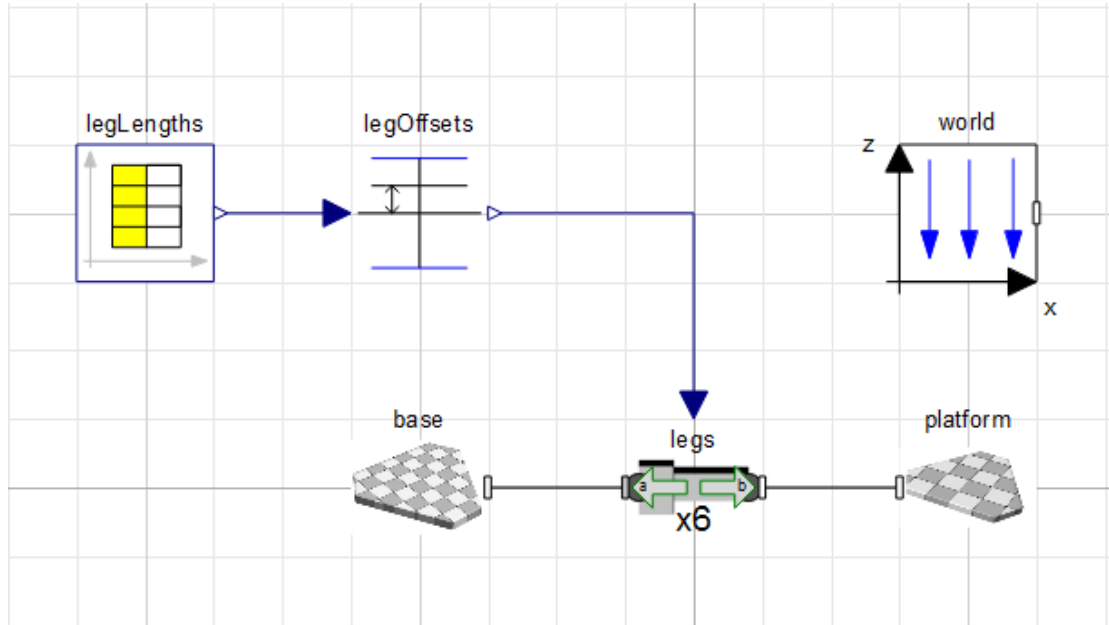 legLengths
legOffsets
world
z
x
base
legs
platform
a
b
x6